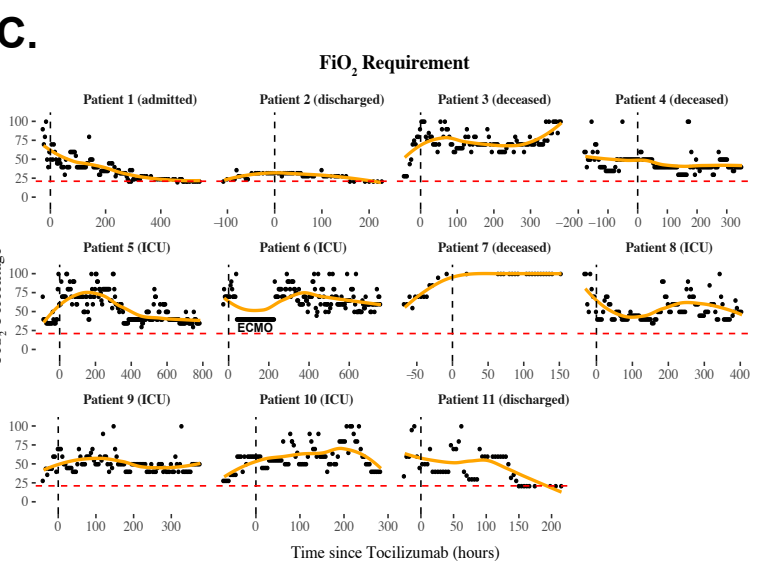 C.
FiO2 Requirement
Patient 1 (admitted) Patient 2 (discharged) Patient 3 (deceased) Patient 4 (deceased)
100
75
50
25
0
0 200 400 -100 0 100 200 0 100 200 300 -200 -100 0 100 200 300
Patient 5 (ICU) Patient 6 (ICU) Patient 7 (deceased) Patient 8 (ICU)
100
75
50
25
0
ECMO
0 200 400 600 800 0 200 400 600 -50 0 50 100 150 0 100 200 300 400
Patient 9 (ICU) Patient 10 (ICU) Patient 11 (discharged)
100
75
50
25
0
0 100 200 300 0 100 200 300 0 50 100 150 200
Time since Tocilizumab (hours)